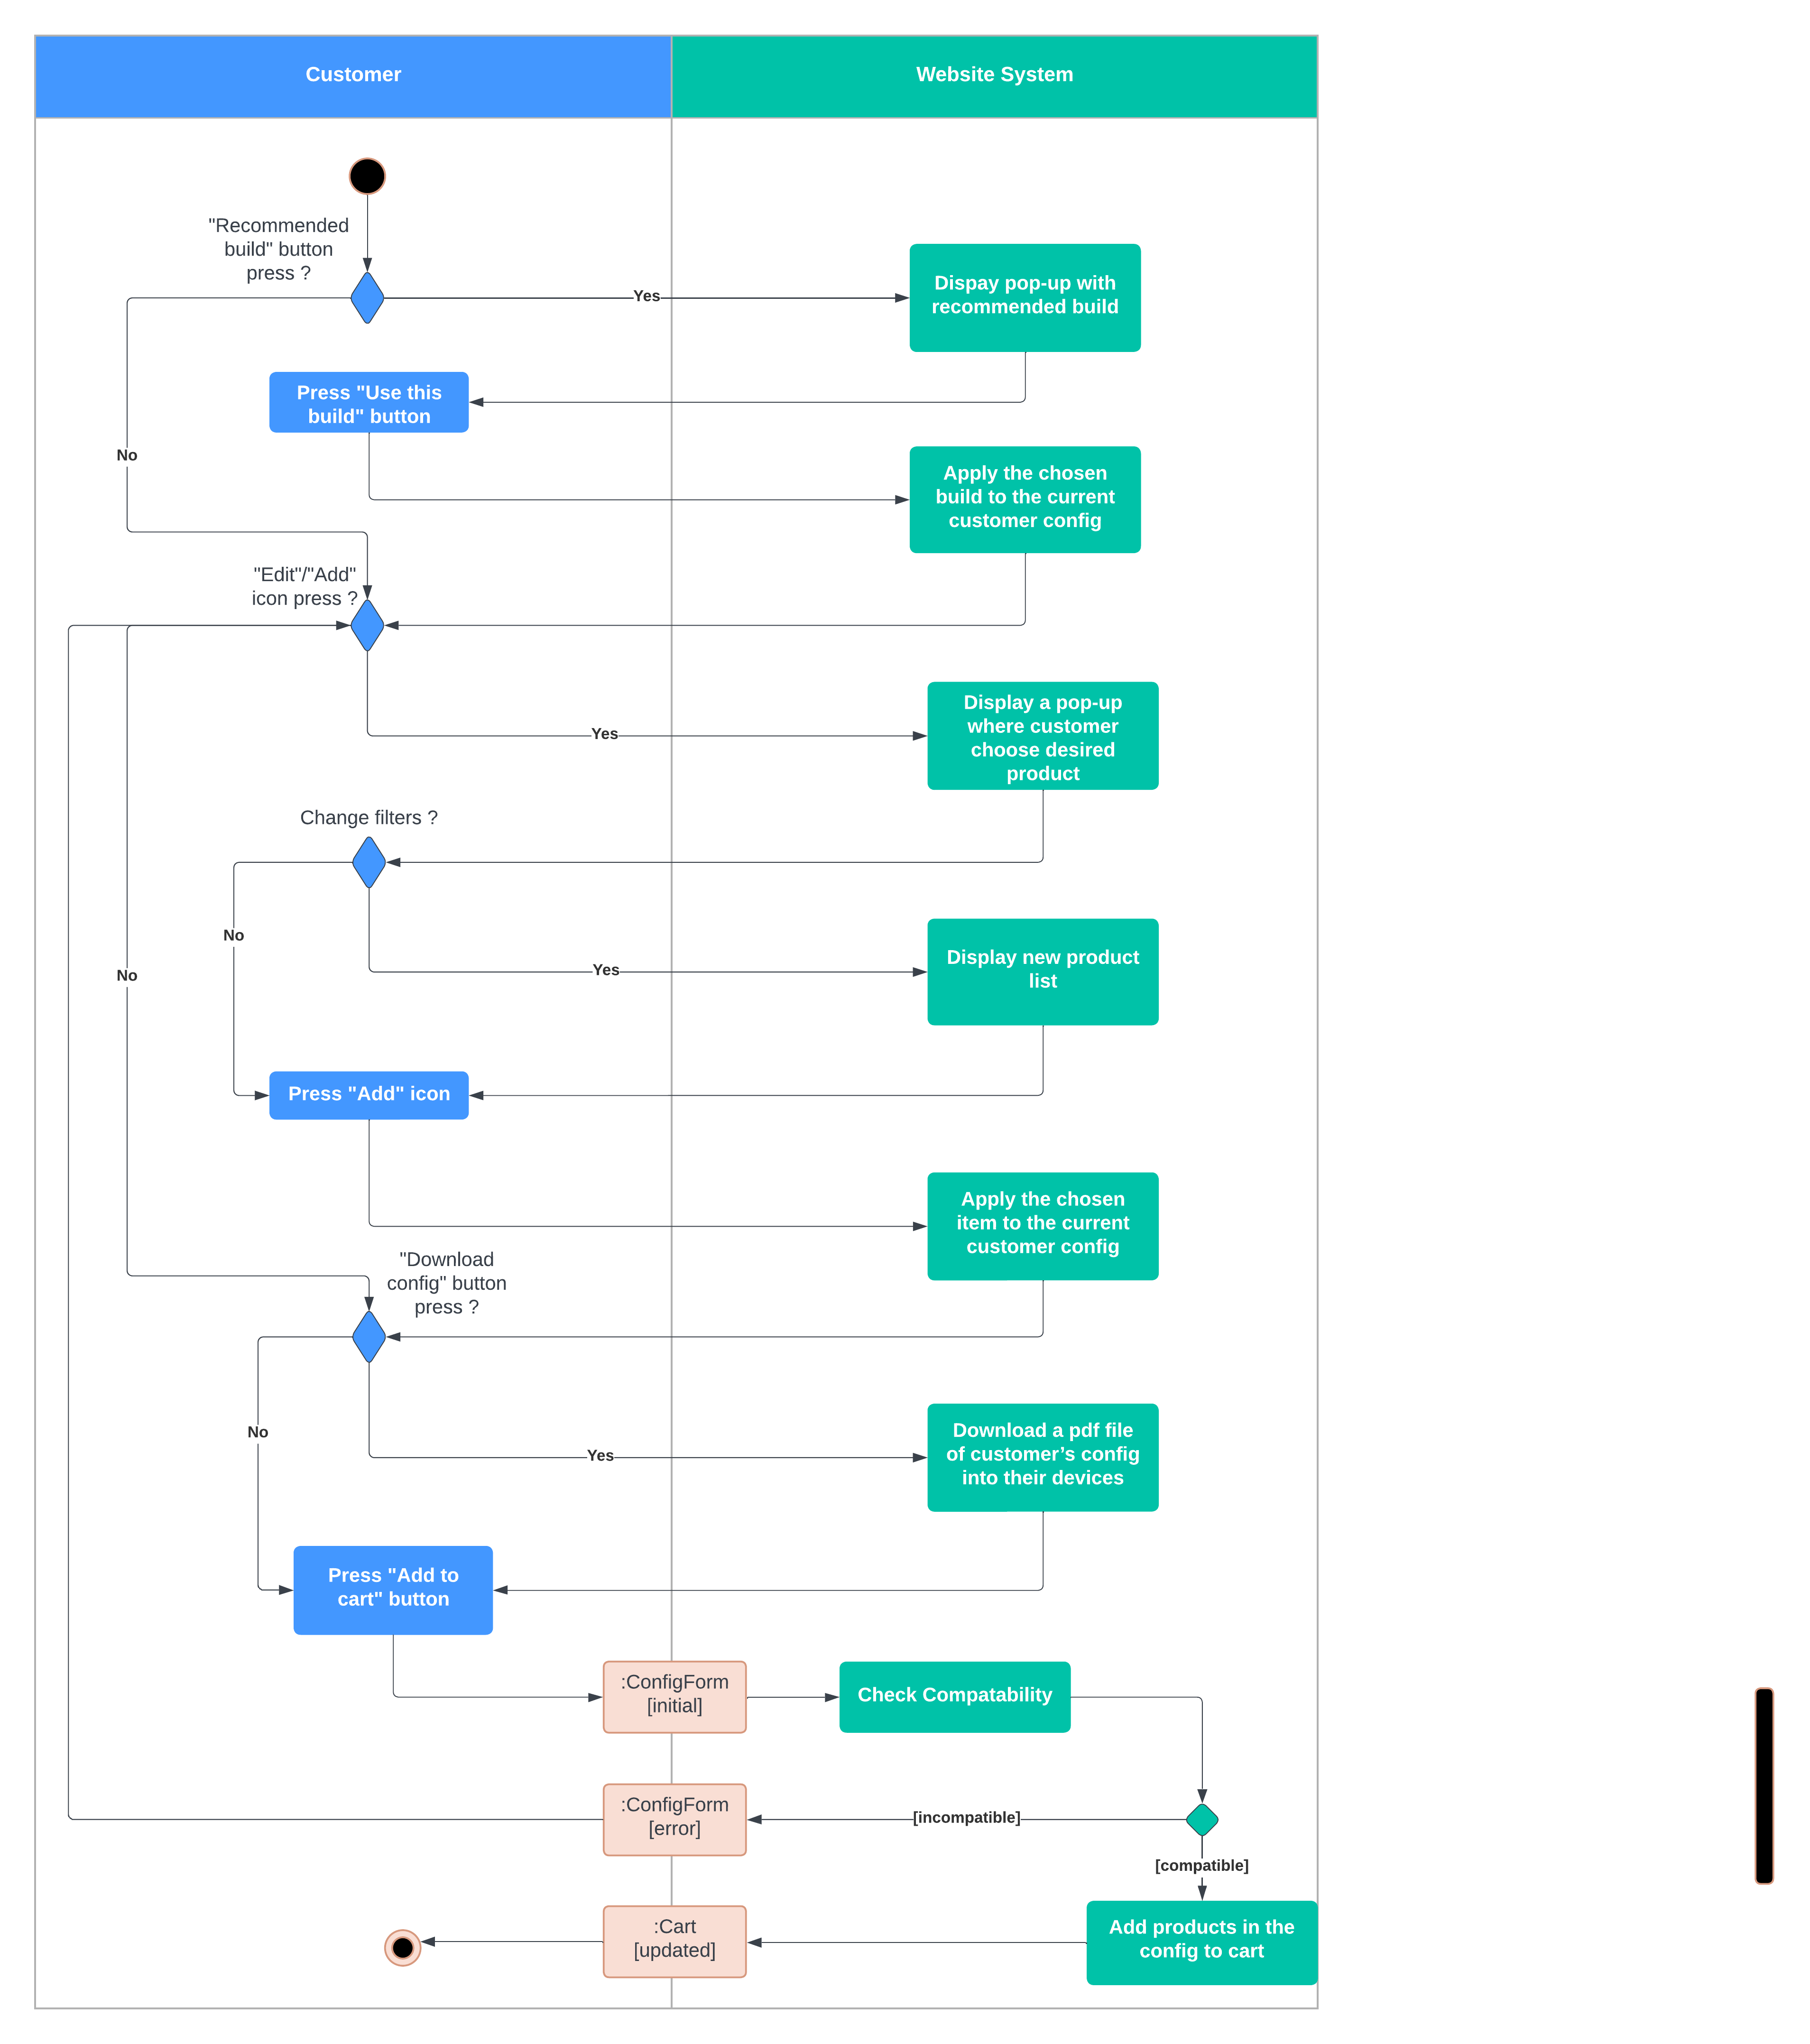 Customer
Website System
"Recommended
build" button
press ?
Yes
Dispay pop-up with
recommended build
Press "Use this
build" button
No
Apply the chosen
build to the current
customer config
"Edit"/"Add"
icon press ?
Yes
Display a pop-up
where customer
choose desired
product
Change filters ?
No
Yes
Display new product
list
No
Press "Add" icon
Apply the chosen
item to the current
customer config
"Download
config" button
press ?
No
Yes
Download a pdf file
of customer’s config
into their devices
Press "Add to
cart" button
:ConfigForm
[initial]
Check Compatability
:ConfigForm
[error]
[incompatible]
[compatible]
:Cart
[updated]
Add products in the
config to cart